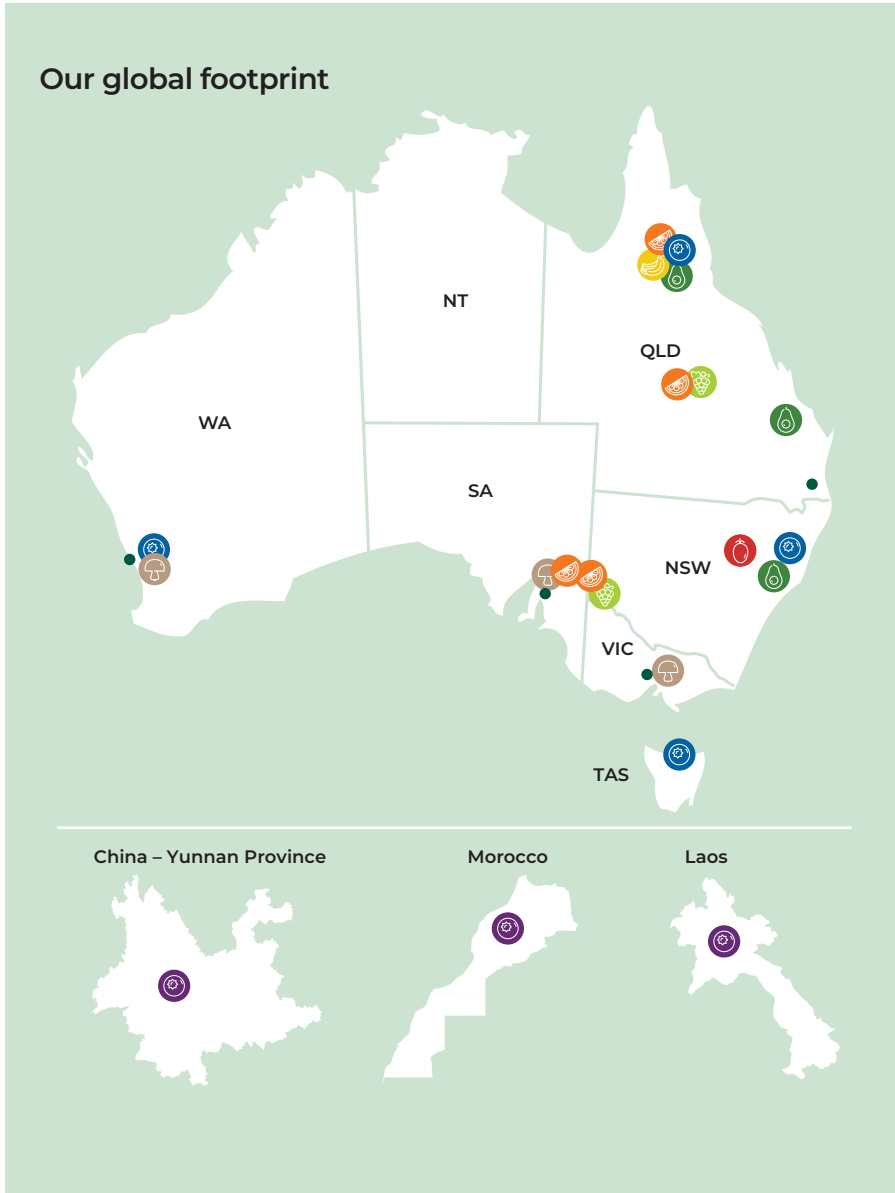 Our global footprint
NT
QLD
WA
SA
NSW
VIC
TAS
China – Yunnan Province
Morocco
Laos